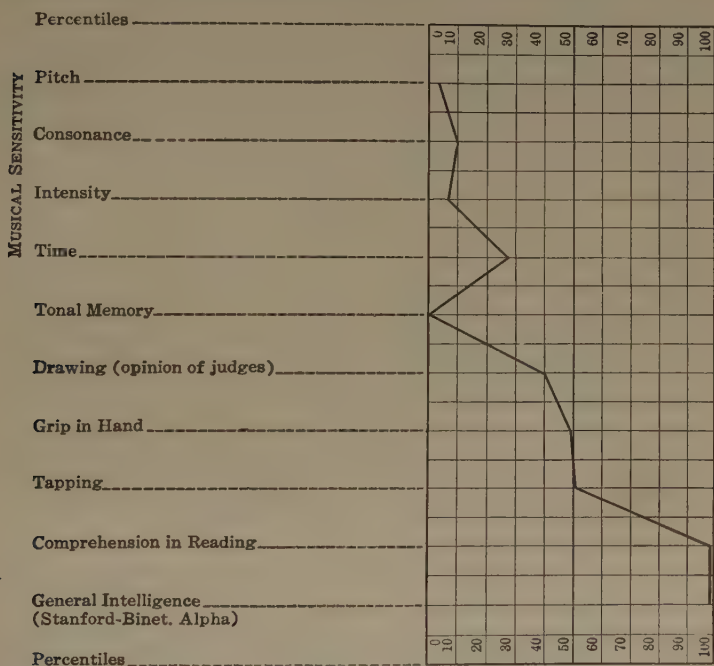 Percentiles 0 10 20 30 40 50 60 70 80 90 100
MUSICAL SENSITIVITY
Pitch
Consonance
Intensity
Time
Tonal Memory
Drawing (opinion of judges)
Grip in Hand
Tapping
Comprehension in Reading
General Intelligence
(Stanford-Binet. Alpha)
Percentiles 0 10 20 30 40 50 60 70 80 90 100